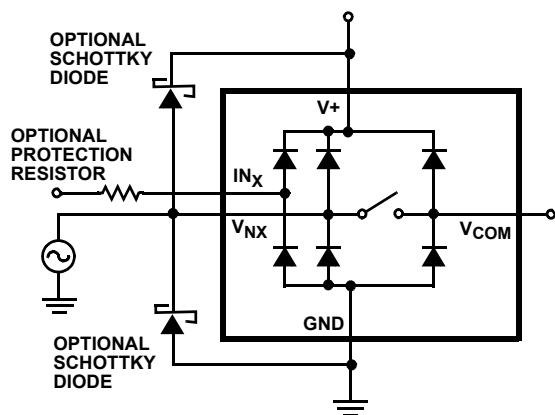 OPTIONAL
SCHOTTKY
DIODE
V+
OPTIONAL
PROTECTION
RESISTOR
INX
VNX
VCOM
GND
OPTIONAL
SCHOTTKY
DIODE